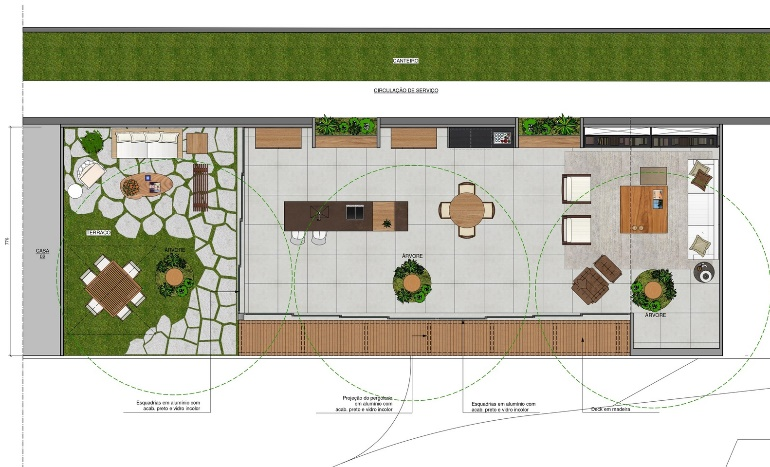 CANTEIRO
CIRCULAÇÃO DE SERVIÇO
CASA
TERRAÇO
ÁRVORE
ÁRVORE
ÁRVORE
Esquadrias em alumínio com
acab. preto e vidro incolor
Projeção do pergolado
em alumínio com
acab. preto e vidro incolor
Esquadrias em alumínio com
acab. preto e vidro incolor
Deck em madeira